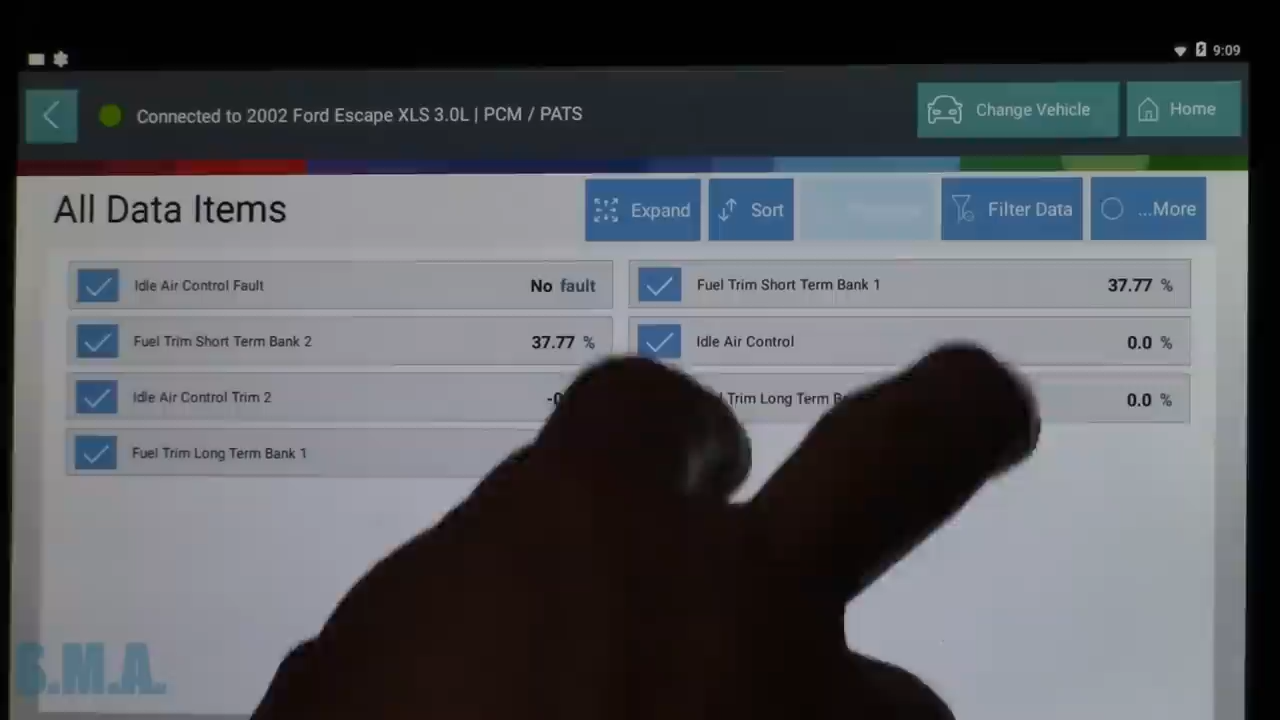 9:09
Connected to 2002 Ford Escape XLS 3.0L | PCM / PATS
Change Vehicle
Home
All Data Items
Expand
Sort
Filter Data
...More
Idle Air Control Fault
No fault
Fuel Trim Short Term Bank 1
37.77 %
Fuel Trim Short Term Bank 2
37.77 %
Idle Air Control
0.0 %
Idle Air Control Trim 2
Trim Long Term
0.0 %
Fuel Trim Long Term Bank 1
S.M.A.